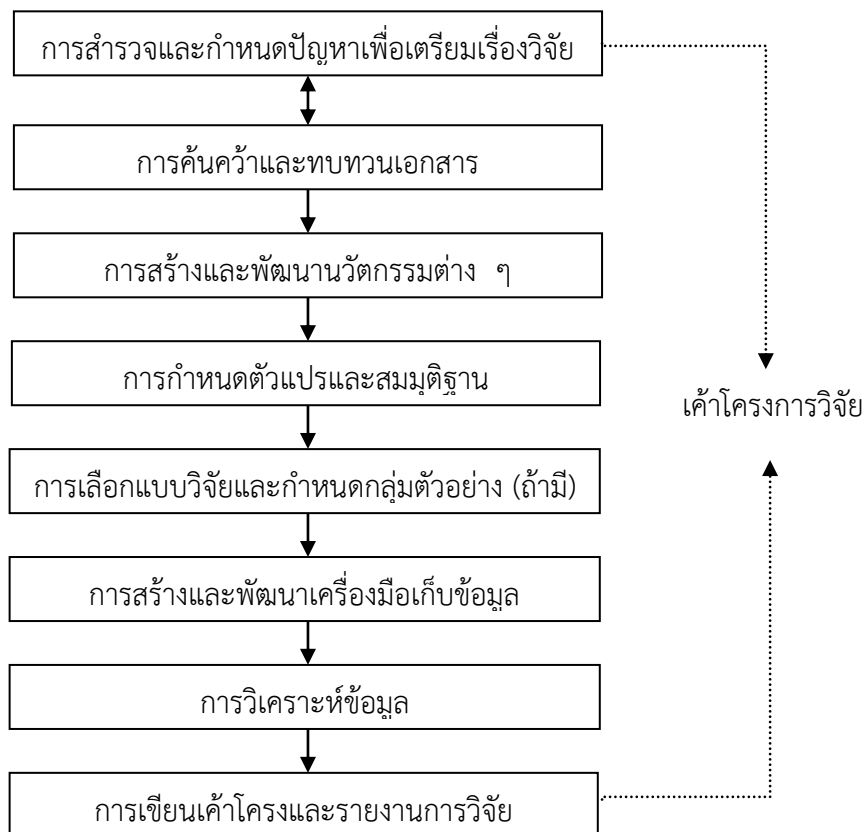 การสำรวจและกำหนดปัญหาเพื่อเตรียมเรื่องวิจัย
การค้นคว้าและทบทวนเอกสาร
การสร้างและพัฒนานวัตกรรมต่าง ๆ
การกำหนดตัวแปรและสมมุติฐาน
เค้าโครงการวิจัย
การเลือกแบบวิจัยและกำหนดกลุ่มตัวอย่าง (ถ้ามี)
การสร้างและพัฒนาเครื่องมือเก็บข้อมูล
การวิเคราะห์ข้อมูล
การเขียนเค้าโครงและรายงานการวิจัย